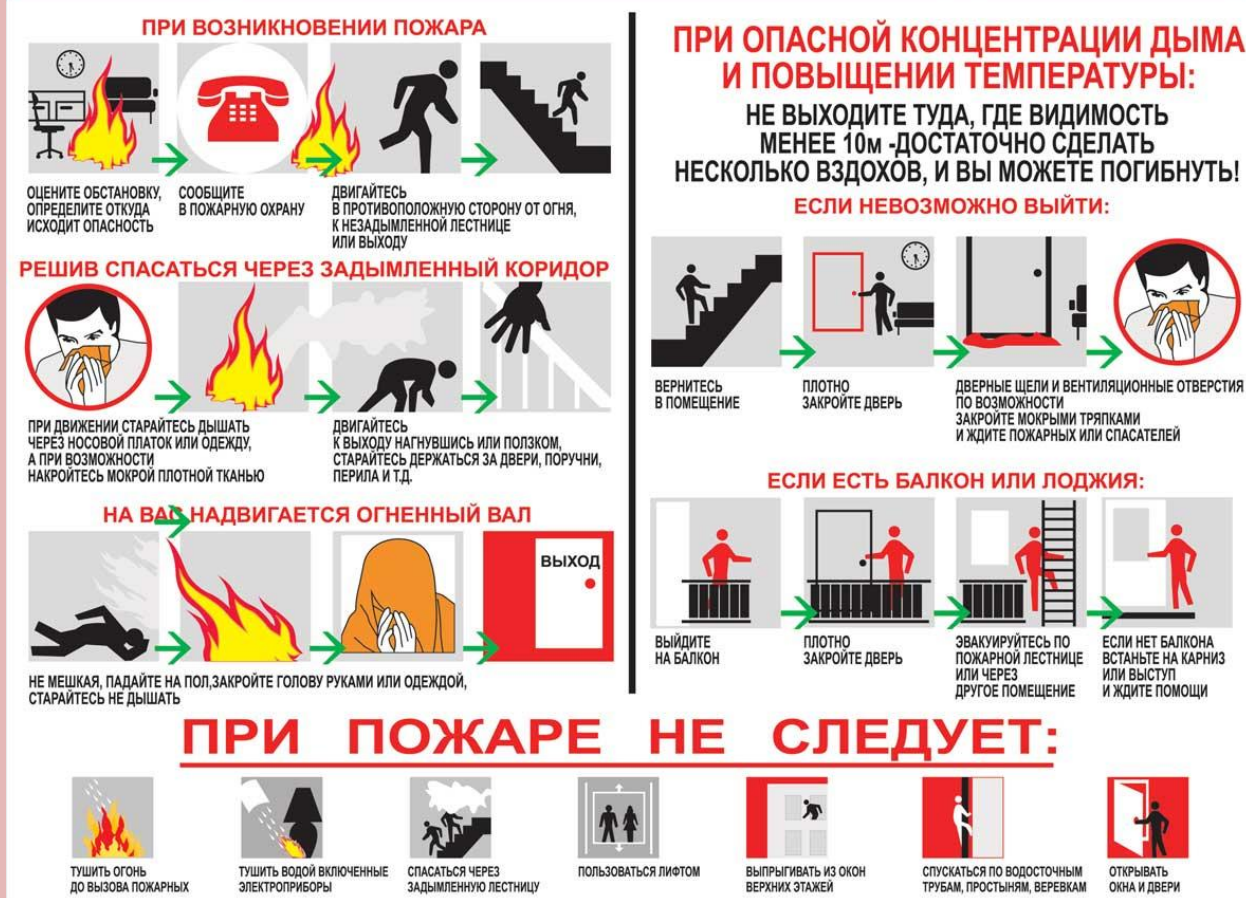 ПРИ ВОЗНИКНОВЕНИИ ПОЖАРА
ОЦЕНИТЕ ОБСТАНОВКУ,
ОПРЕДЕЛИТЕ ОТКУДА
ИСХОДИТ ОПАСНОСТЬ
СООБЩИТЕ
В ПОЖАРНУЮ ОХРАНУ
ДВИГАЙТЕСЬ
В ПРОТИВОПОЛОЖНУЮ СТОРОНУ ОТ ОГНЯ,
К НЕЗАДЫМЛЕННОЙ ЛЕСТНИЦЕ
ИЛИ ВЫХОДУ
РЕШИВ СПАСАТЬСЯ ЧЕРЕЗ ЗАДЫМЛЕННЫЙ КОРИДОР
ПРИ ДВИЖЕНИИ СТАРАЙТЕСЬ ДЫШАТЬ
ЧЕРЕЗ НОСОВОЙ ПЛАТОК ИЛИ ОДЕЖДУ,
А ПРИ ВОЗМОЖНОСТИ
НАКРОЙТЕСЬ МОКРОЙ ПЛОТНОЙ ТКАНЬЮ
ДВИГАЙТЕСЬ
К ВЫХОДУ НАГНУВШИСЬ ИЛИ ПОЛЗКОМ,
СТАРАЙТЕСЬ ДЕРЖАТЬСЯ ЗА ДВЕРИ, ПОРУЧНИ,
ПЕРИЛА И Т.Д.
НА ВАС НАДВИГАЕТСЯ ОГНЕННЫЙ ВАЛ
ВЫХОД
НЕ МЕШКАЯ, ПАДАЙТЕ НА ПОЛ,ЗАКРОЙТЕ ГОЛОВУ РУКАМИ ИЛИ ОДЕЖДОЙ,
СТАРАЙТЕСЬ НЕ ДЫШАТЬ
ПРИ ОПАСНОЙ КОНЦЕНТРАЦИИ ДЫМА
И ПОВЫЩЕНИИ ТЕМПЕРАТУРЫ:
НЕ ВЫХОДИТЕ ТУДА, ГДЕ ВИДИМОСТЬ
МЕНЕЕ 10м -ДОСТАТОЧНО СДЕЛАТЬ
НЕСКОЛЬКО ВЗДОХОВ, И ВЫ МОЖЕТЕ ПОГИБНУТЬ!
ЕСЛИ НЕВОЗМОЖНО ВЫЙТИ:
ВЕРНИТЕСЬ
В ПОМЕЩЕНИЕ
ПЛОТНО
ЗАКРОЙТЕ ДВЕРЬ
ДВЕРНЫЕ ЩЕЛИ И ВЕНТИЛЯЦИОННЫЕ ОТВЕРСТИЯ
ПО ВОЗМОЖНОСТИ
ЗАКРОЙТЕ МОКРЫМИ ТРЯПКАМИ
И ЖДИТЕ ПОЖАРНЫХ ИЛИ СПАСАТЕЛЕЙ
ЕСЛИ ЕСТЬ БАЛКОН ИЛИ ЛОДЖИЯ:
ВЫЙДИТЕ
НА БАЛКОН
ПЛОТНО
ЗАКРОЙТЕ ДВЕРЬ
ЭВАКУИРУЙТЕСЬ ПО
ПОЖАРНОЙ ЛЕСТНИЦЕ
ИЛИ ЧЕРЕЗ
ДРУГОЕ ПОМЕЩЕНИЕ
ЕСЛИ НЕТ БАЛКОНА
ВСТАНЬТЕ НА КАРНИЗ
ИЛИ ВЫСТУП
И ЖДИТЕ ПОМОЩИ
ПРИ ПОЖАРЕ НЕ СЛЕДУЕТ:
ТУШИТЬ ОГОНЬ
ДО ВЫЗОВА ПОЖАРНЫХ
ТУШИТЬ ВОДОЙ ВКЛЮЧЕННЫЕ
ЭЛЕКТРОПРИБОРЫ
СПАСАТЬСЯ ЧЕРЕЗ
ЗАДЫМЛЕННУЮ ЛЕСТНИЦУ
ПОЛЬЗОВАТЬСЯ ЛИФТОМ
ВЫПРЫГИВАТЬ ИЗ ОКОН
ВЕРХНИХ ЭТАЖЕЙ
СПУСКАТЬСЯ ПО ВОДОСТОЧНЫМ
ТРУБАМ, ПРОСТЫНЯМ, ВЕРЕВКАМ
ОТКРЫВАТЬ
ОКНА И ДВЕРИ